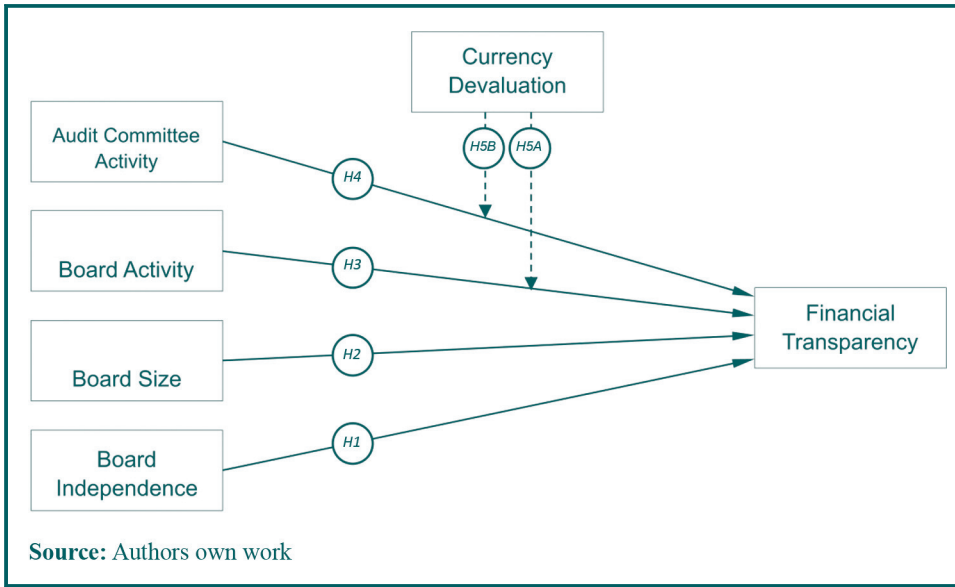 Currency
Devaluation
Audit Committee
Activity
H5B
H5A
H4
Board Activity
H3
Financial
Transparency
Board Size
H2
Board
Independence
H1
Source: Authors own work